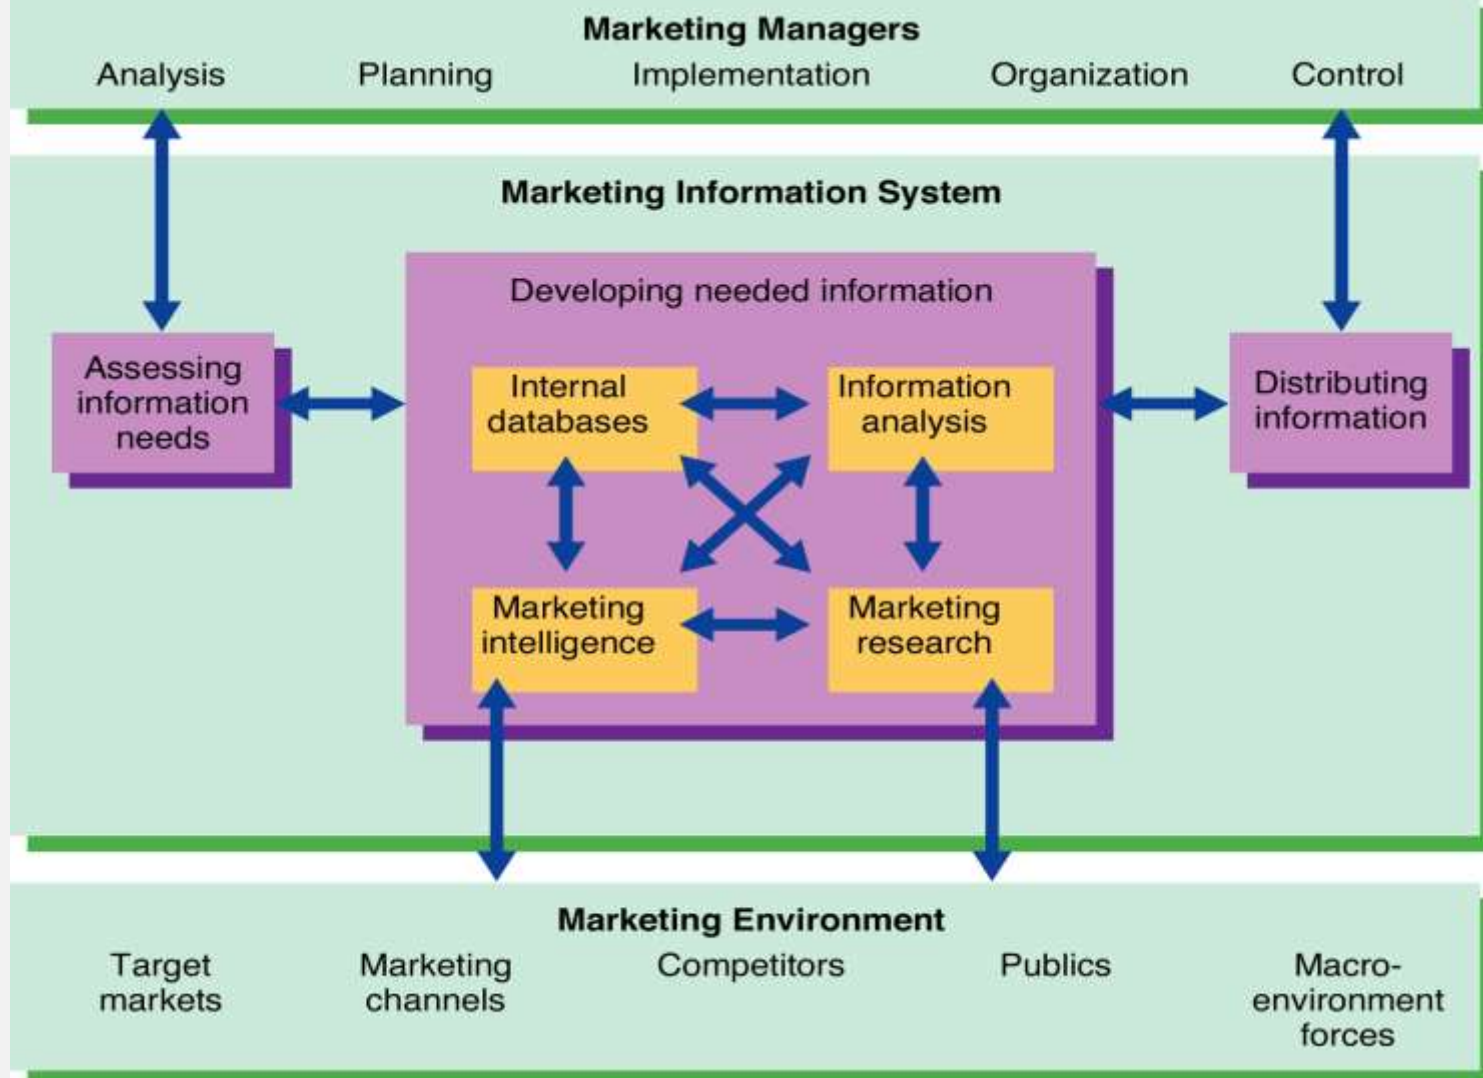 Marketing Managers
Analysis Planning Implementation Organization Control
Marketing Information System
Developing needed information
Assessing
information
needs
Internal
databases
Information
analysis
Distributing
information
Marketing
intelligence
Marketing
research
Marketing Environment
Target
markets
Marketing
channels
Competitors
Publics
Macro-
environment
forces